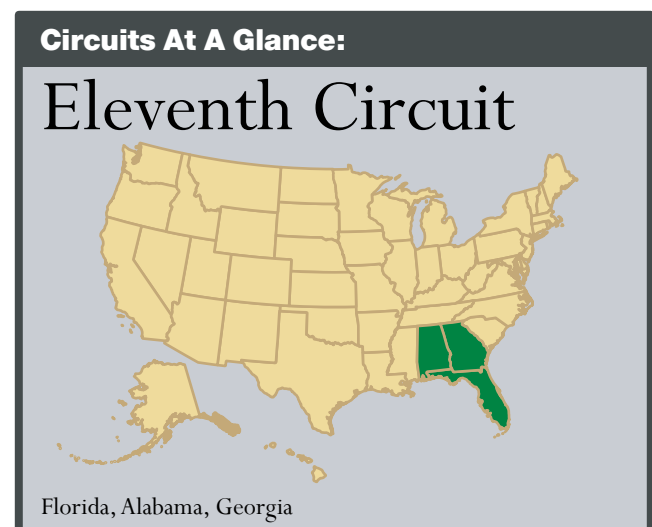 Circuits At A Glance:
Eleventh Circuit
Florida, Alabama, Georgia